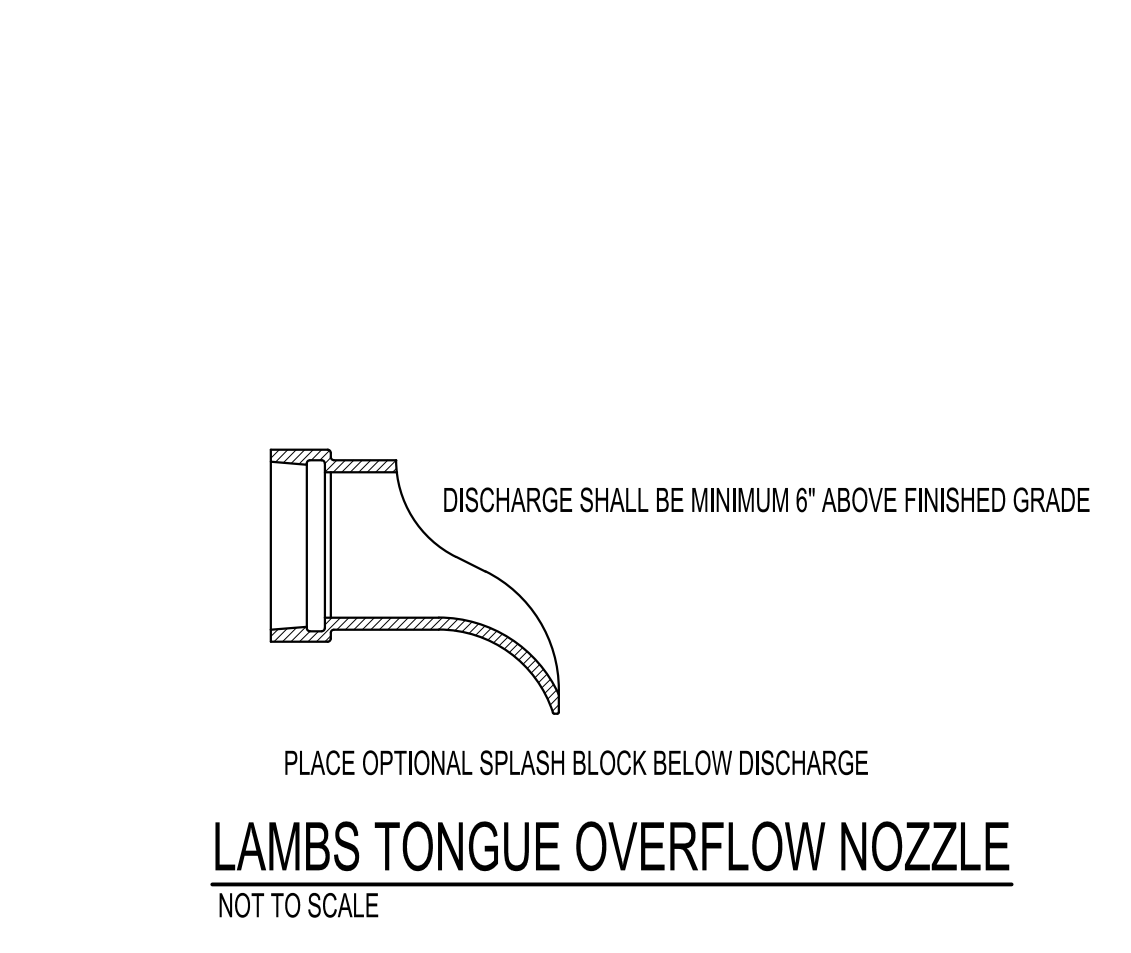 DISCHARGE SHALL BE MINIMUM 6" ABOVE FINISHED GRADE
PLACE OPTIONAL SPLASH BLOCK BELOW DISCHARGE
LAMBS TONGUE OVERFLOW NOZZLE
NOT TO SCALE